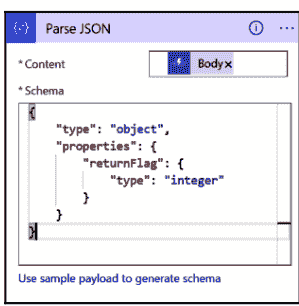 Parse JSON
* Content
Body ×
* Schema
{
    "type": "object",
    "properties": {
        "returnFlag": {
            "type": "integer"
        }
    }
}
Use sample payload to generate schema